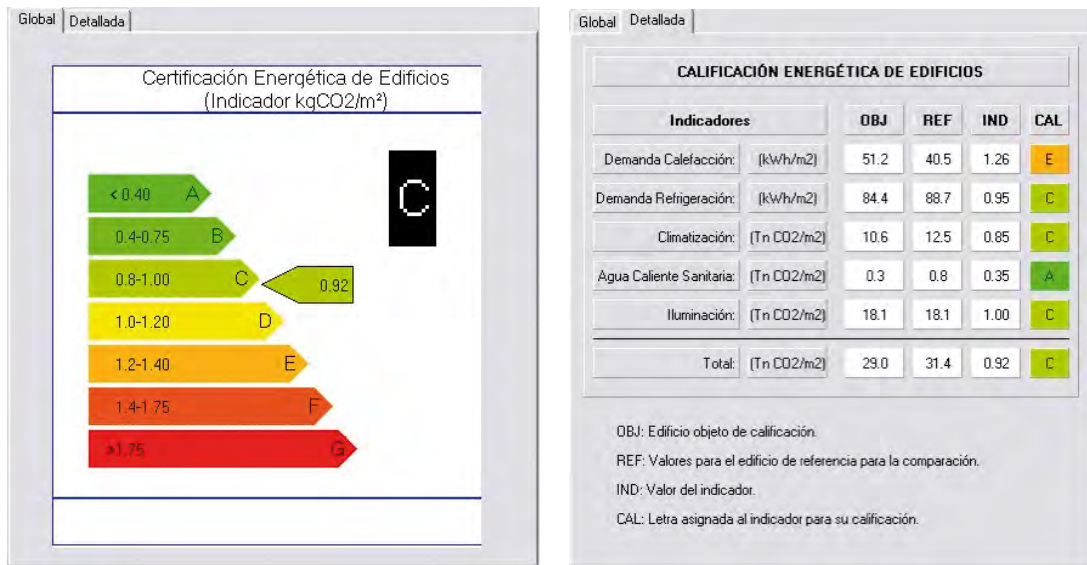 Global Detallada
Certificación Energética de Edificios
(Indicador kgCO2/m²)
< 0.40 A
0.4-0.75 B
0.8-1.00 C
0.92
1.0-1.20 D
1.2-1.40 E
1.4-1.75 F
>1.75 G
C
Global Detallada
CALIFICACIÓN ENERGÉTICA DE EDIFICIOS
Indicadores OBJ REF IND CAL
Demanda Calefacción: (kWh/m2) 51.2 40.5 1.26 E
Demanda Refrigeración: (kWh/m2) 84.4 88.7 0.95 C
Climatización: (Tn CO2/m2) 10.6 12.5 0.85 C
Agua Caliente Sanitaria: (Tn CO2/m2) 0.3 0.8 0.35 A
Iluminación: (Tn CO2/m2) 18.1 18.1 1.00 C
Total: (Tn CO2/m2) 29.0 31.4 0.92 C
OBJ: Edificio objeto de calificación.
REF: Valores para el edificio de referencia para la comparación.
IND: Valor del indicador.
CAL: Letra asignada al indicador para su calificación.